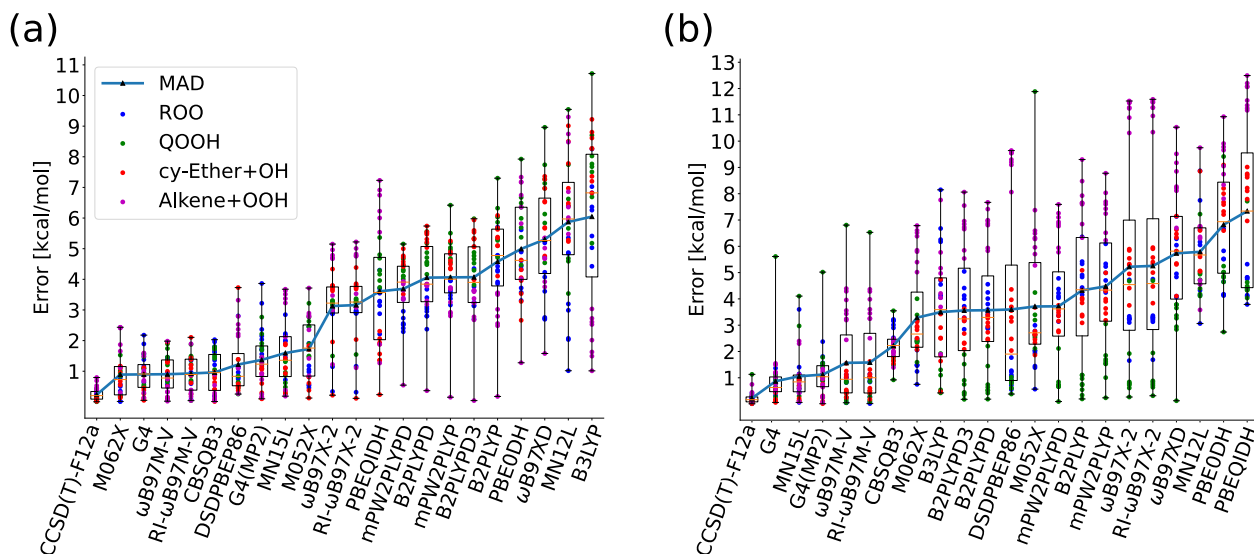 (a)
Error [kcal/mol]
11
10
9
8
7
6
5
4
3
2
1
MAD
ROO
QOOH
cy-Ether+OH
Alkene+OOH
CCSD(T)-F12a
M062X
G4
ωB97M-V
RI-ωB97M-V
CBSQB3
DSDPBEP86
G4(MP2)
MN15L
M052X
ωB97X-2
RI-ωB97X-2
PBEQIDH
mPW2PLYPD
B2PLYPD
mPW2PLYP
B2PLYPD3
B2PLYP
PBE0DH
ωB97XD
MN12L
B3LYP
(b)
Error [kcal/mol]
13
12
11
10
9
8
7
6
5
4
3
2
1
CCSD(T)-F12a
G4
MN15L
G4(MP2)
ωB97M-V
RI-ωB97M-V
CBSQB3
M062X
B3LYP
B2PLYPD3
B2PLYPD
DSDPBEP86
M052X
mPW2PLYPD
B2PLYP
mPW2PLYP
ωB97X-2
RI-ωB97X-2
ωB97XD
MN12L
PBE0DH
PBEQIDH